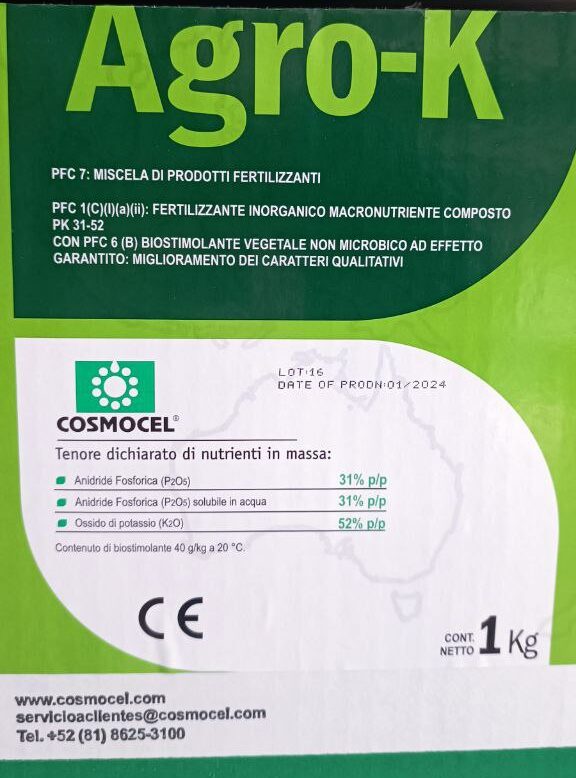 Agro-K
PFC 7: MISCELA DI PRODOTTI FERTILIZZANTI
PFC 1(C)(I)(a)(ii): FERTILIZZANTE INORGANICO MACRONUTRIENTE COMPOSTO
PK 31-52
CON PFC 6 (B) BIOSTIMOLANTE VEGETALE NON MICROBICO AD EFFETTO
GARANTITO: MIGLIORAMENTO DEI CARATTERI QUALITATIVI
LOT:16
DATE OF PRODN:01/2024
COSMOCEL®
Tenore dichiarato di nutrienti in massa:
Anidride Fosforica (P2O5) 31% p/p
Anidride Fosforica (P2O5) solubile in acqua 31% p/p
Ossido di potassio (K2O) 52% p/p
Contenuto di biostimolante 40 g/kg a 20 °C.
CE
CONT. NETTO 1 Kg
www.cosmocel.com
servicioaclientes@cosmocel.com
Tel. +52 (81) 8625-3100